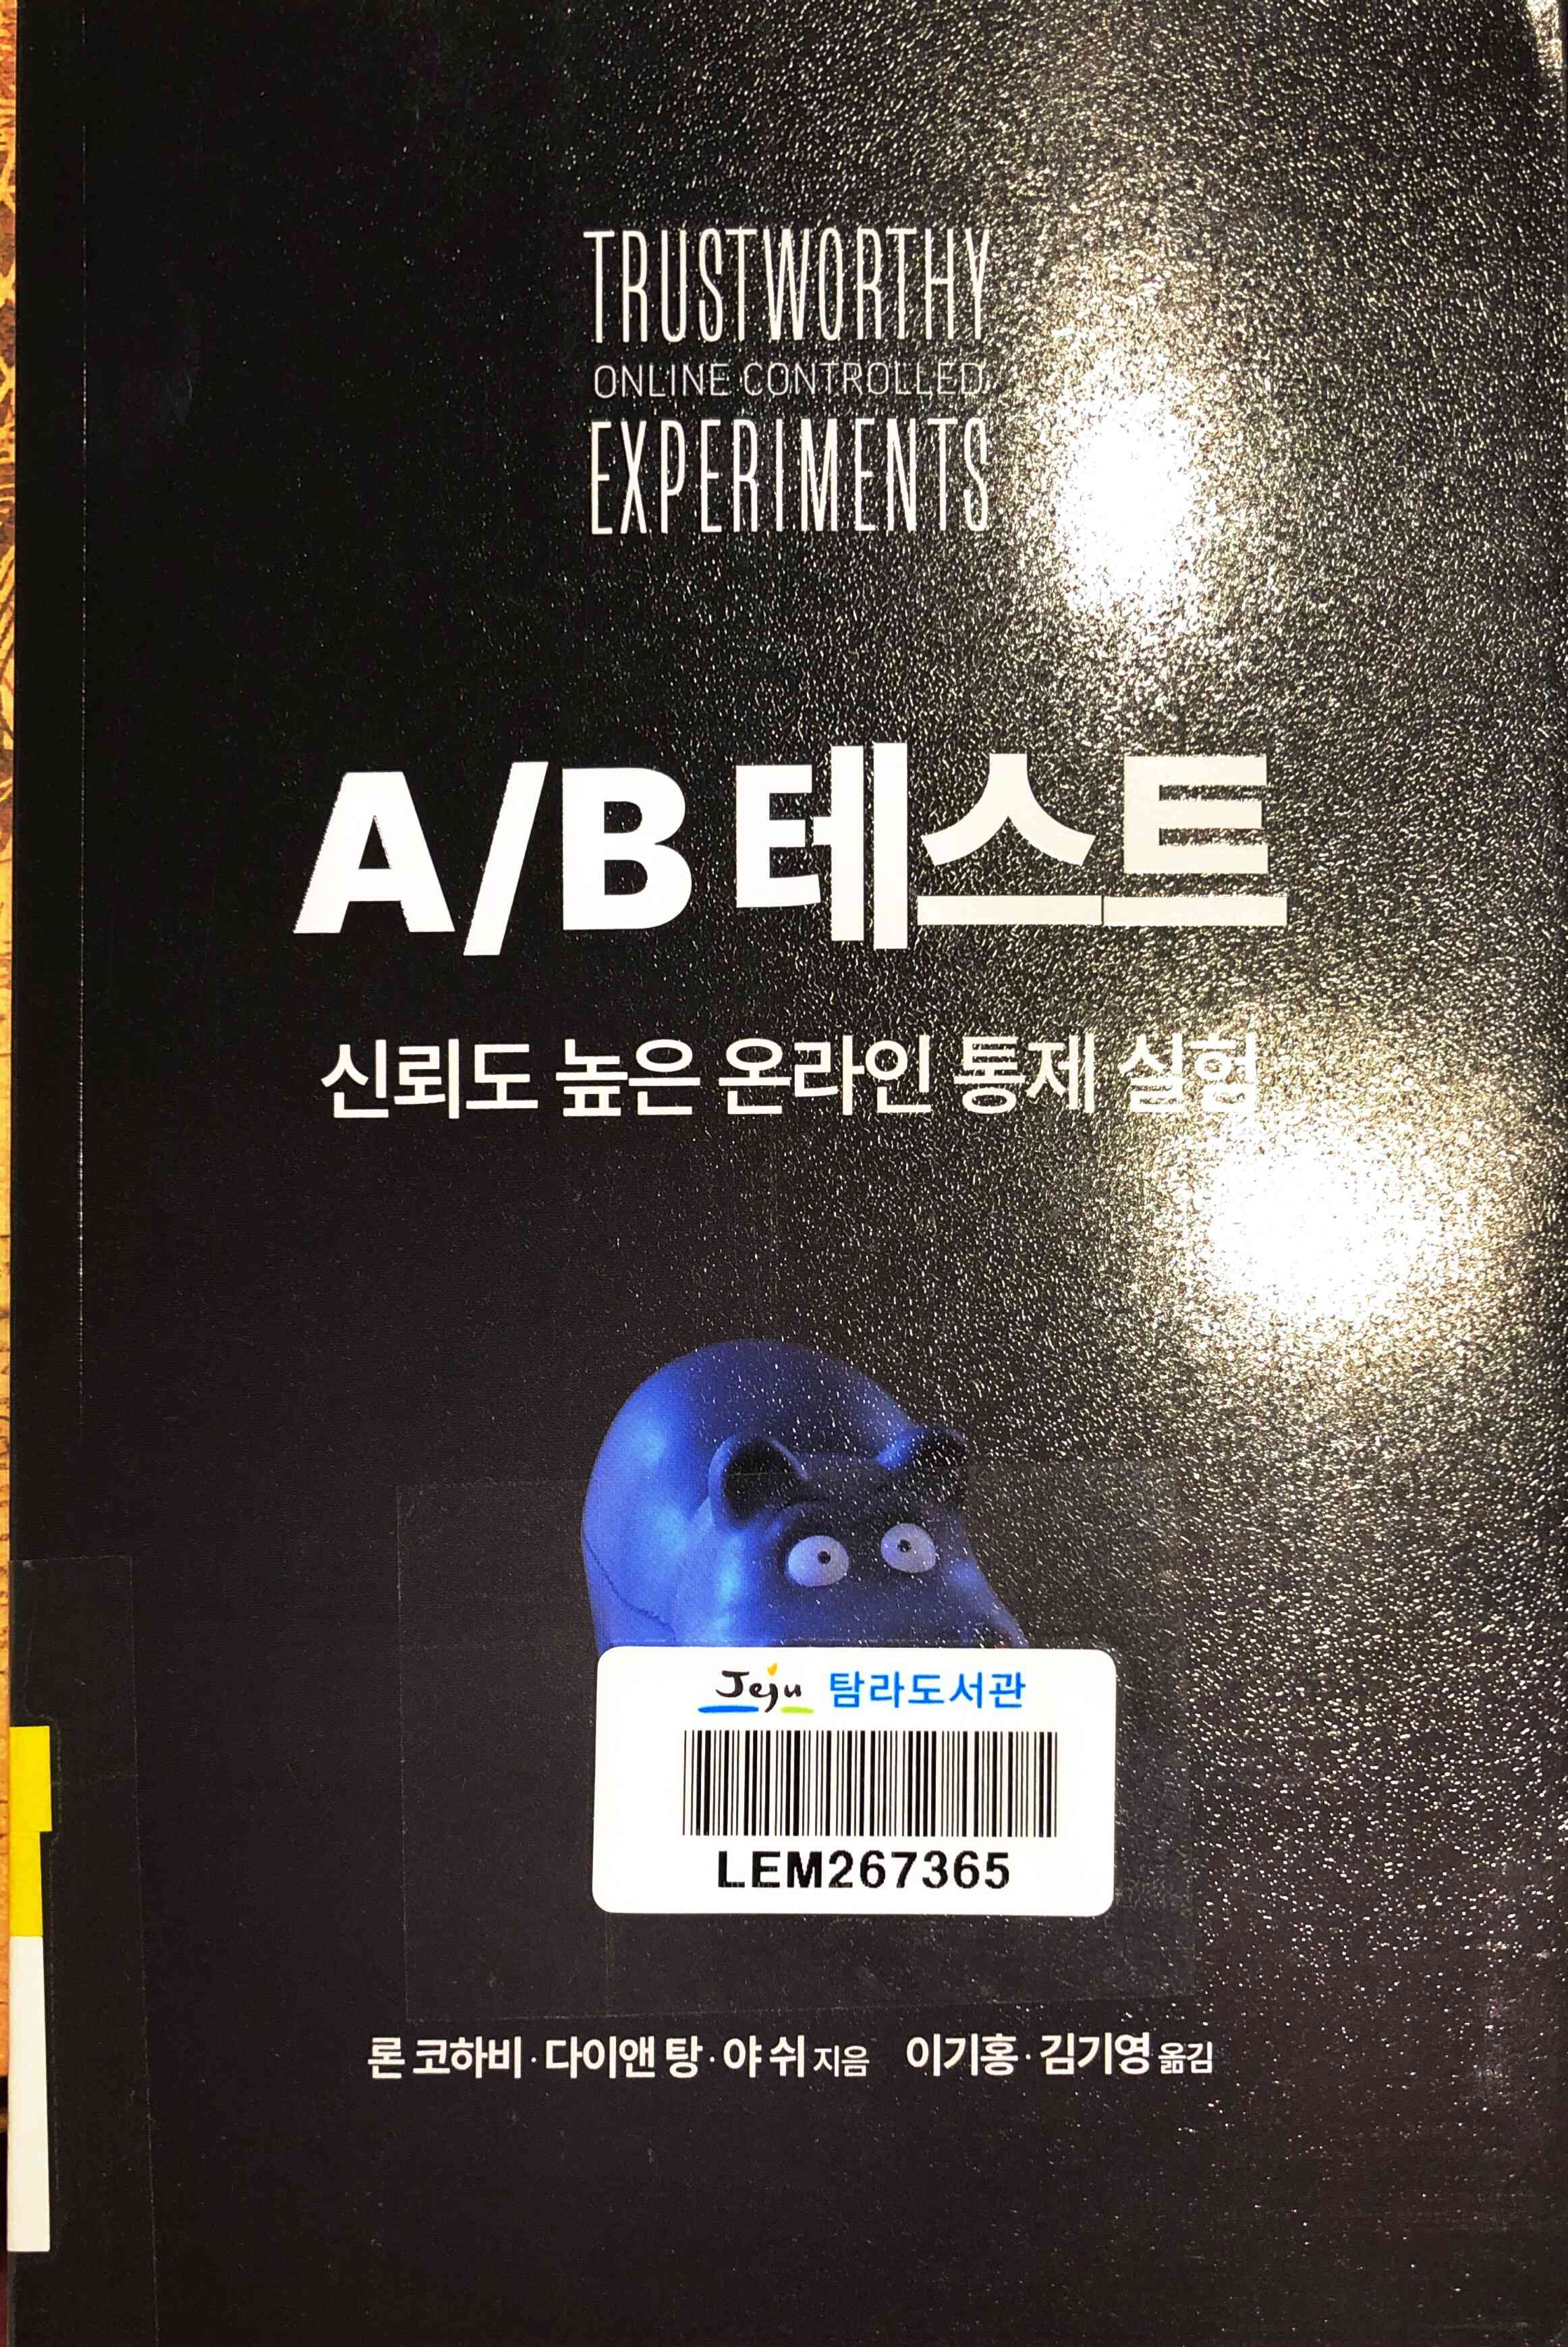 TRUSTWORTHY
ONLINE CONTROLLED
EXPERIMENTS
A/B 테스트
신뢰도 높은 온라인 통제 실험
Jeju 탐라도서관
LEM267365
론 코하비·다이앤 탕·야 쉬 지음 이기홍·김기영 옮김